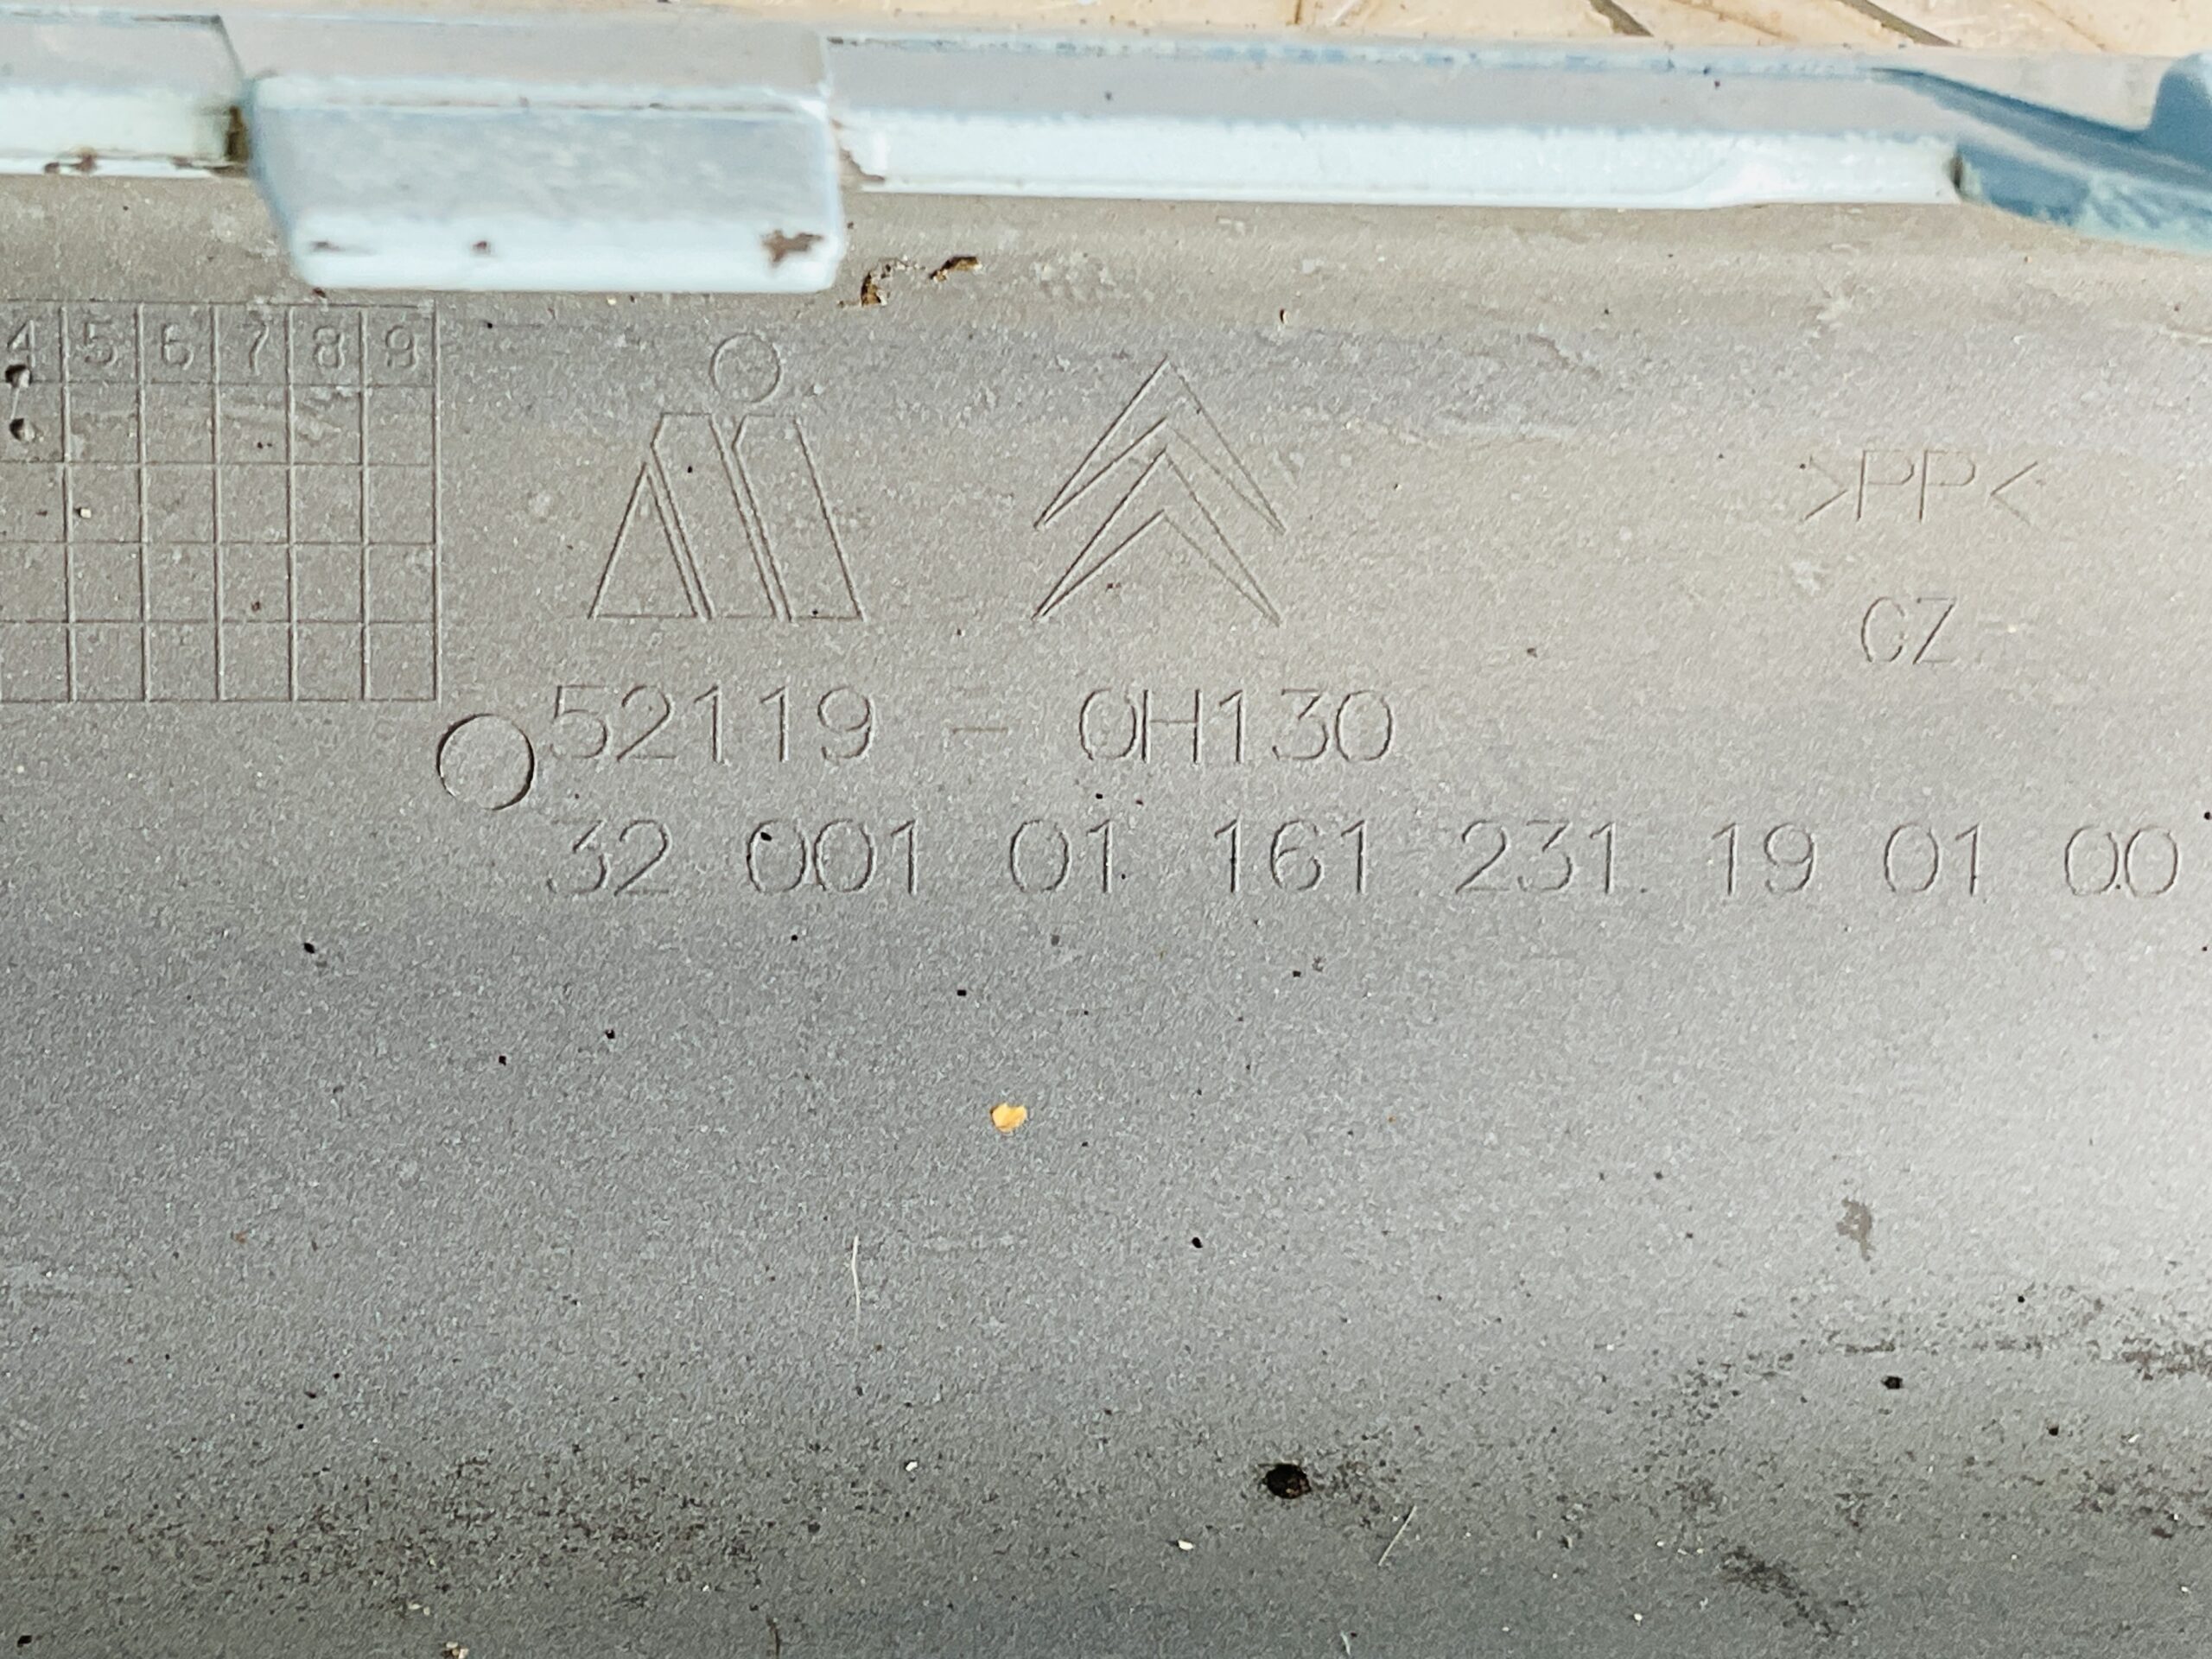 4 5 6 7 8 9
>PP<
CZ
52119 - 0H130
32 001 01 161 231 19 01 00